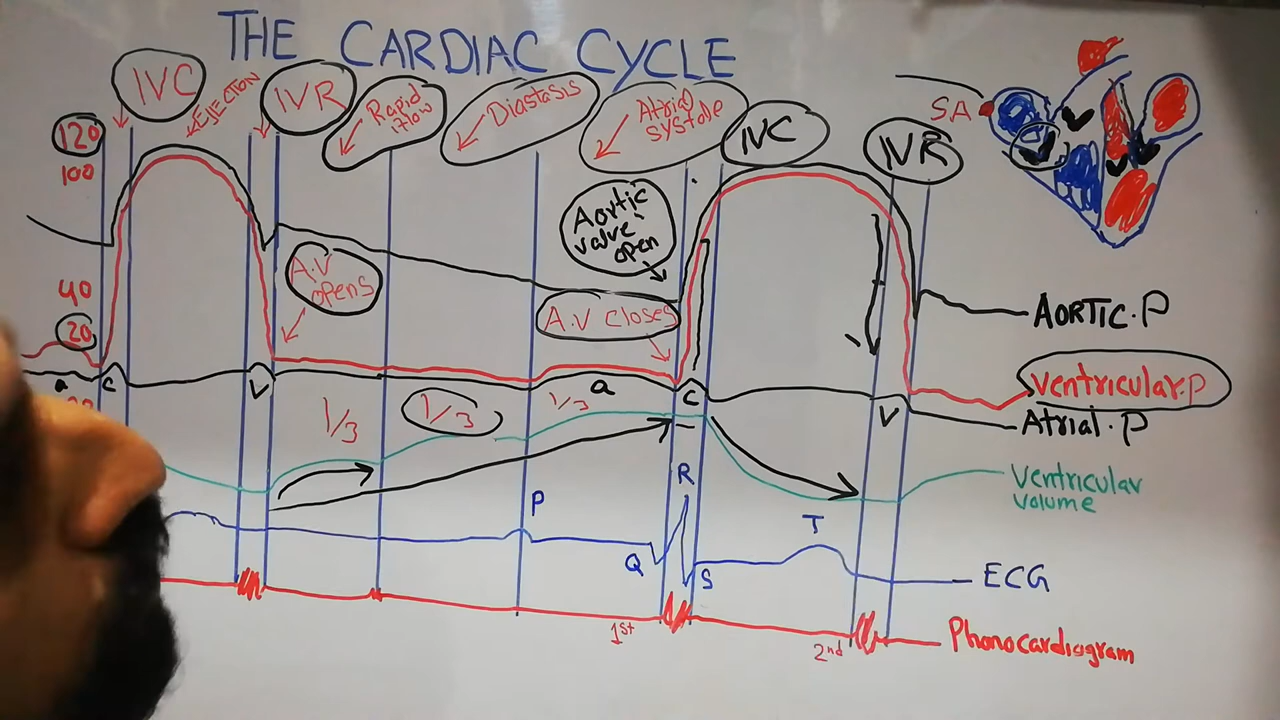 THE CARDIAC CYCLE
IVC
EJECTION
IVR
Rapid
iflow
Diastasis
Atrial
systole
IVC
IVR
SA
120
100
40
20
A.V
opens
Aortic
valve
open
A.V closes
AORTIC.P
Ventricular.p
Atrial.P
a
c
V
a
c
V
1/3
1/3
1/3
Ventricular
volume
P
Q
R
S
T
ECG
1st
2nd
Phonocardiogram